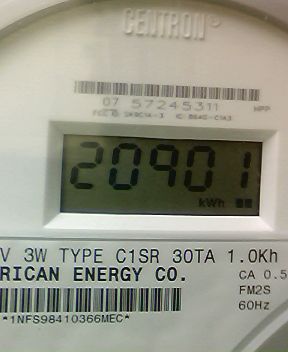 CENTRON®
07 57245311 HPP
20901
kWh
V 3W TYPE C1SR 30TA 1.0Kh
RICAN ENERGY CO.
CA 0.5
FM2S
60Hz
*1NFS98410366MEC*